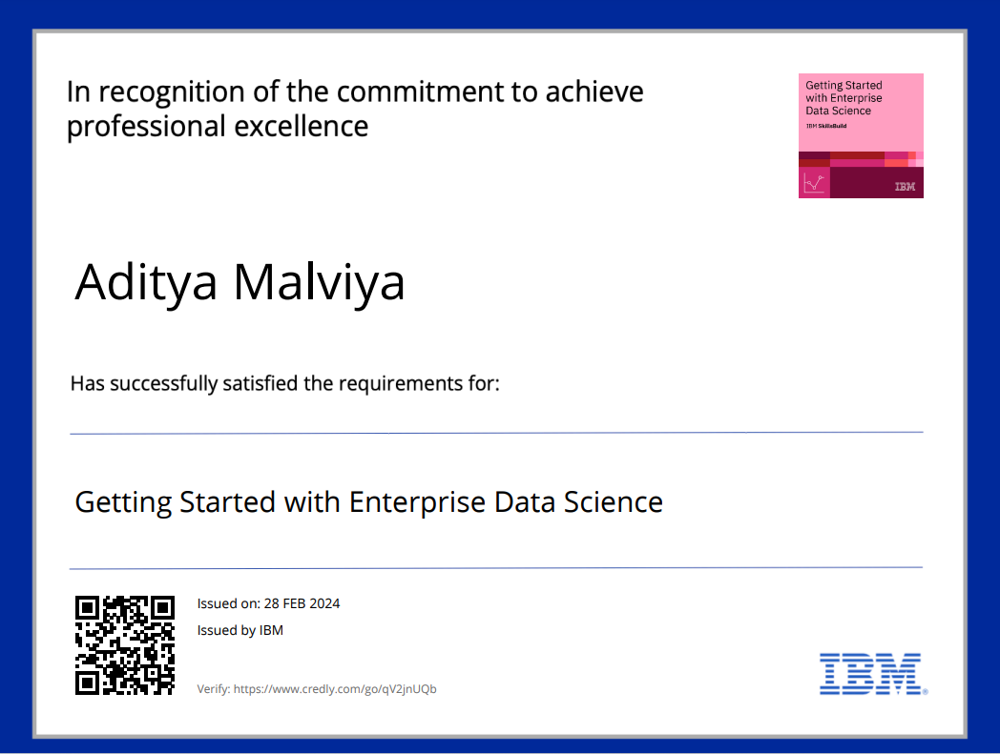 In recognition of the commitment to achieve
professional excellence
Getting Started
with Enterprise
Data Science
IBM SkillsBuild
IBM
Aditya Malviya
Has successfully satisfied the requirements for:
Getting Started with Enterprise Data Science
Issued on: 28 FEB 2024
Issued by IBM
Verify: https://www.credly.com/go/qV2jnUQb
IBM®